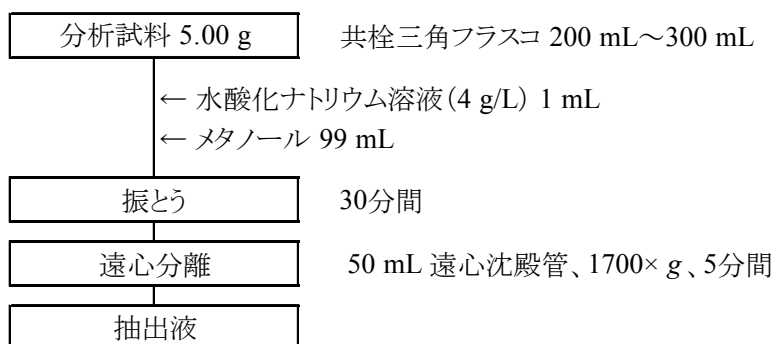 分析試料 5.00 g 共栓三角フラスコ 200 mL～300 mL
← 水酸化ナトリウム溶液（4 g/L） 1 mL
← メタノール 99 mL
振とう 30分間
遠心分離 50 mL 遠心沈殿管、1700× g 、5分間
抽出液